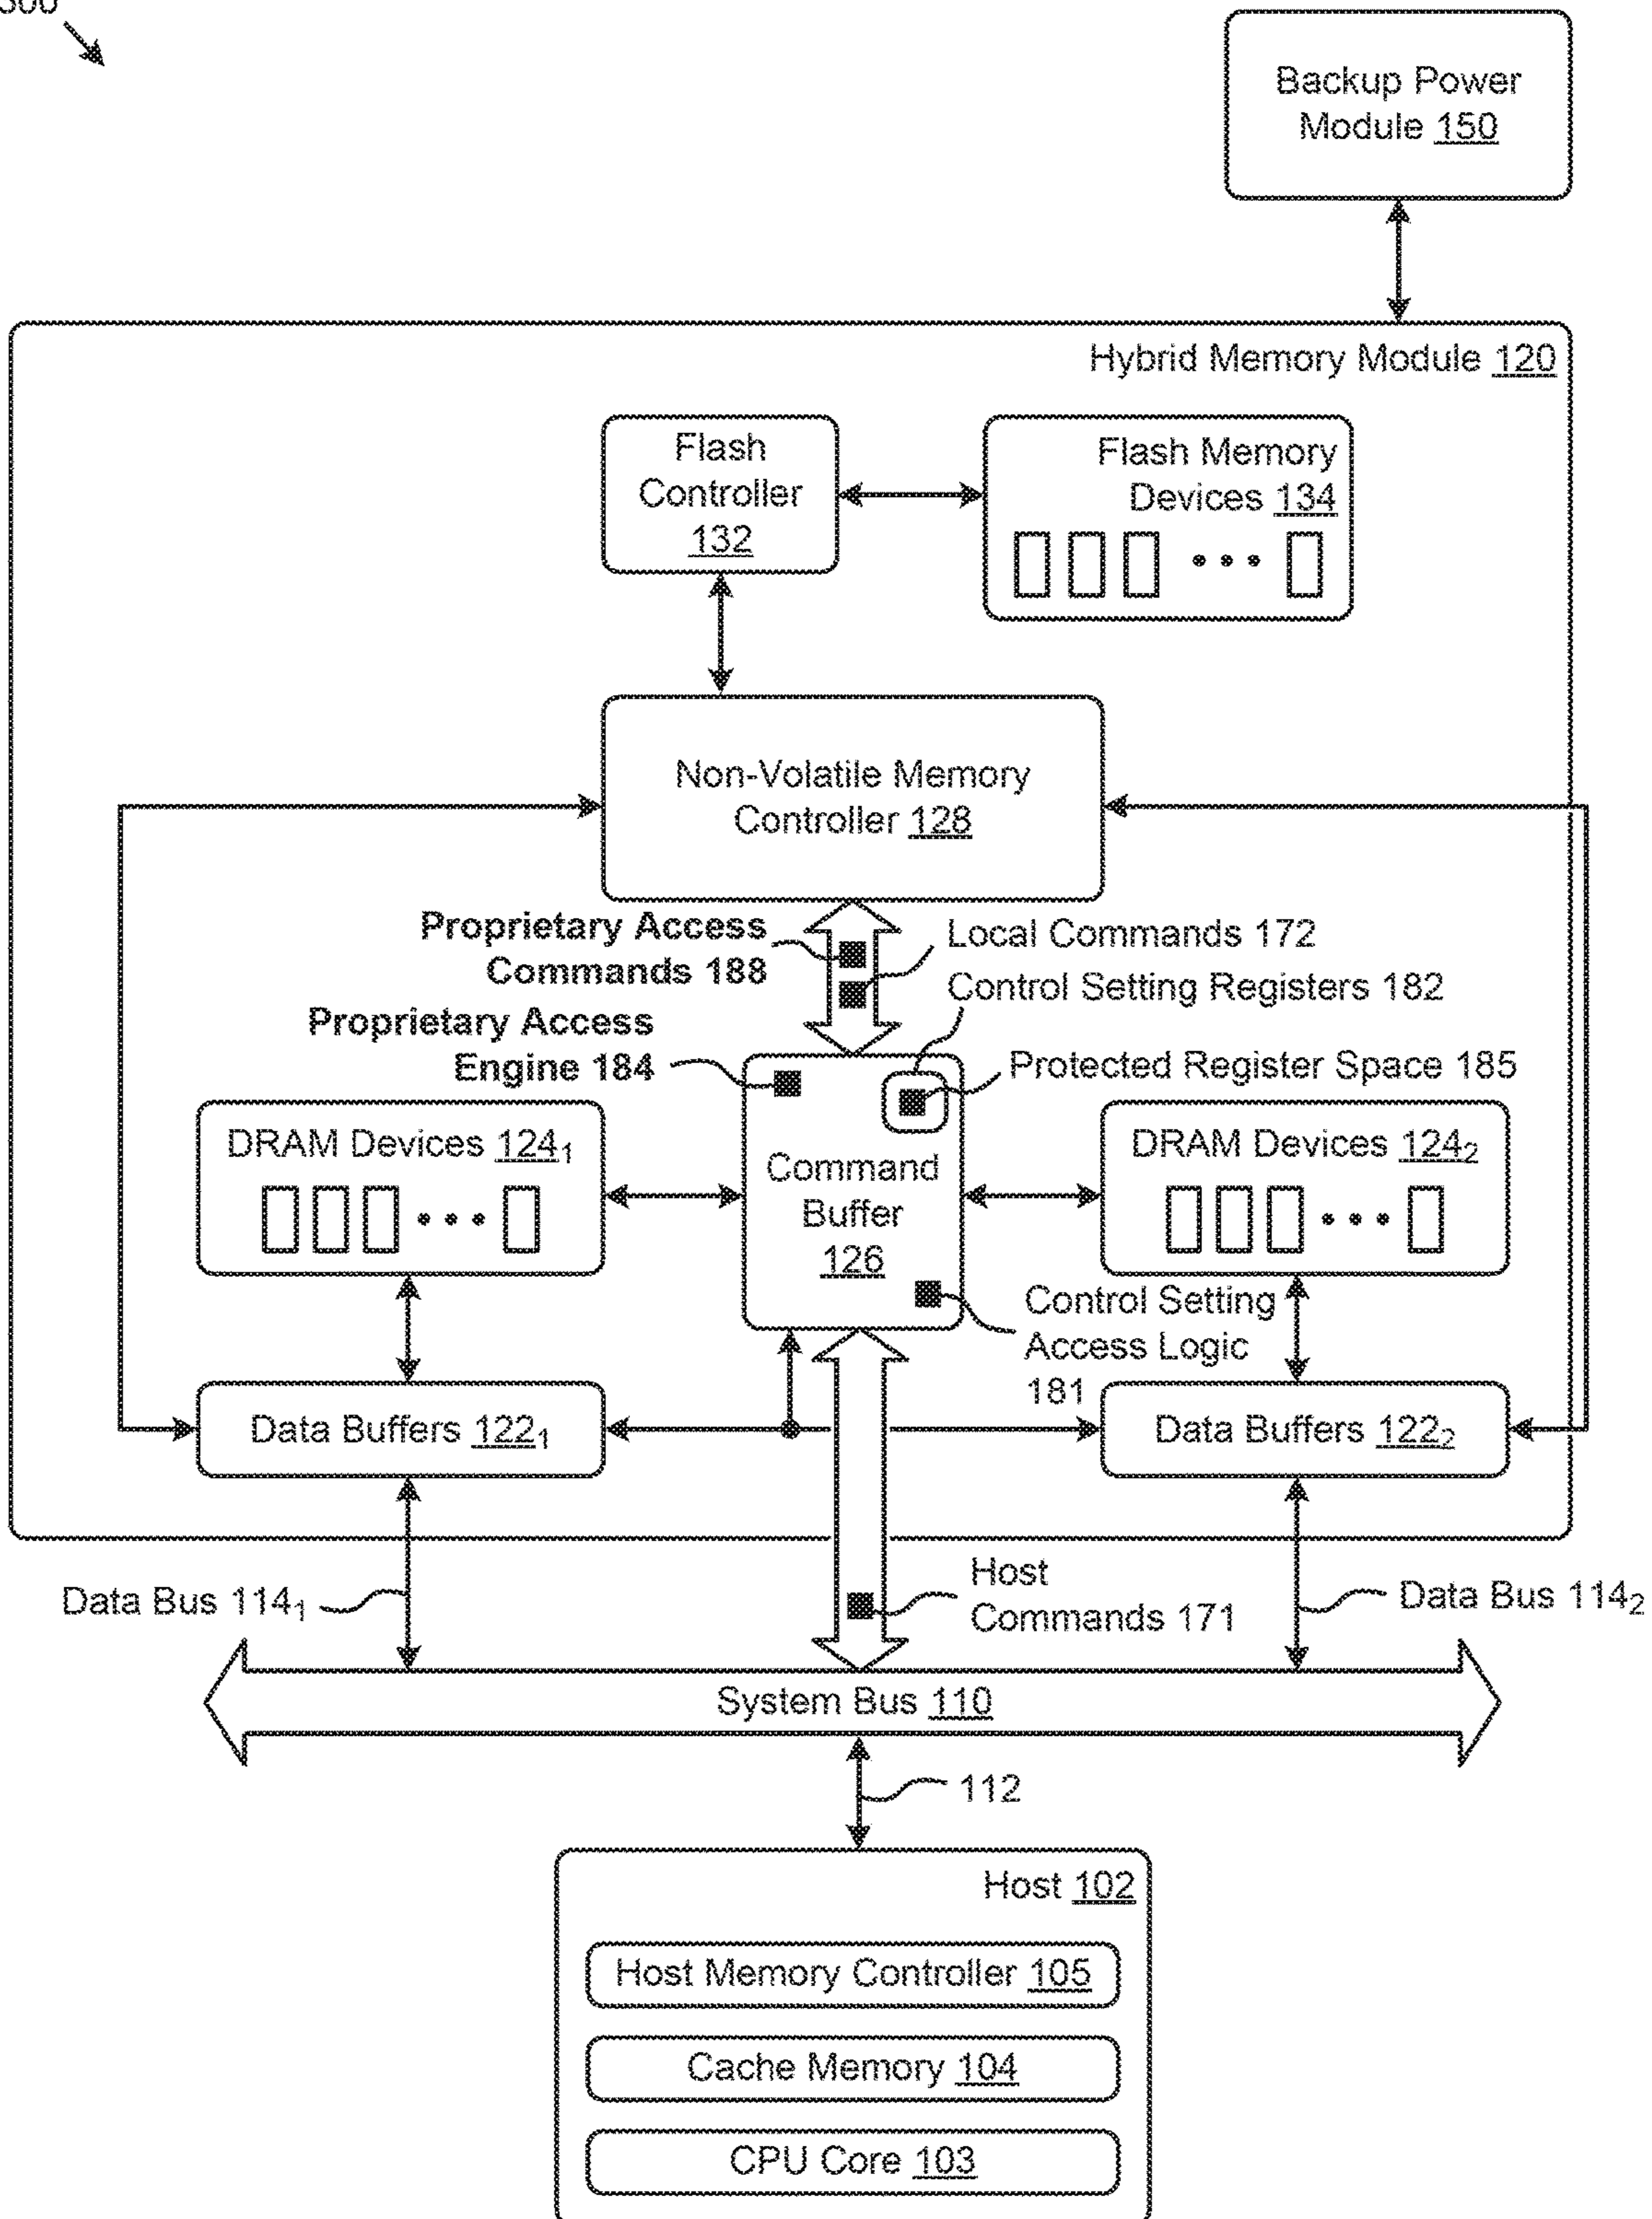 300
Backup Power
Module 150
Hybrid Memory Module 120
Flash
Controller
132
Flash Memory
Devices 134
Non-Volatile Memory
Controller 128
Proprietary Access
Commands 188
Local Commands 172
Control Setting Registers 182
Proprietary Access
Engine 184
Protected Register Space 185
DRAM Devices 124₁
Command
Buffer
126
DRAM Devices 124₂
Control Setting
Access Logic
181
Data Buffers 122₁
Data Buffers 122₂
Data Bus 114₁
Host
Commands 171
Data Bus 114₂
System Bus 110
112
Host 102
Host Memory Controller 105
Cache Memory 104
CPU Core 103